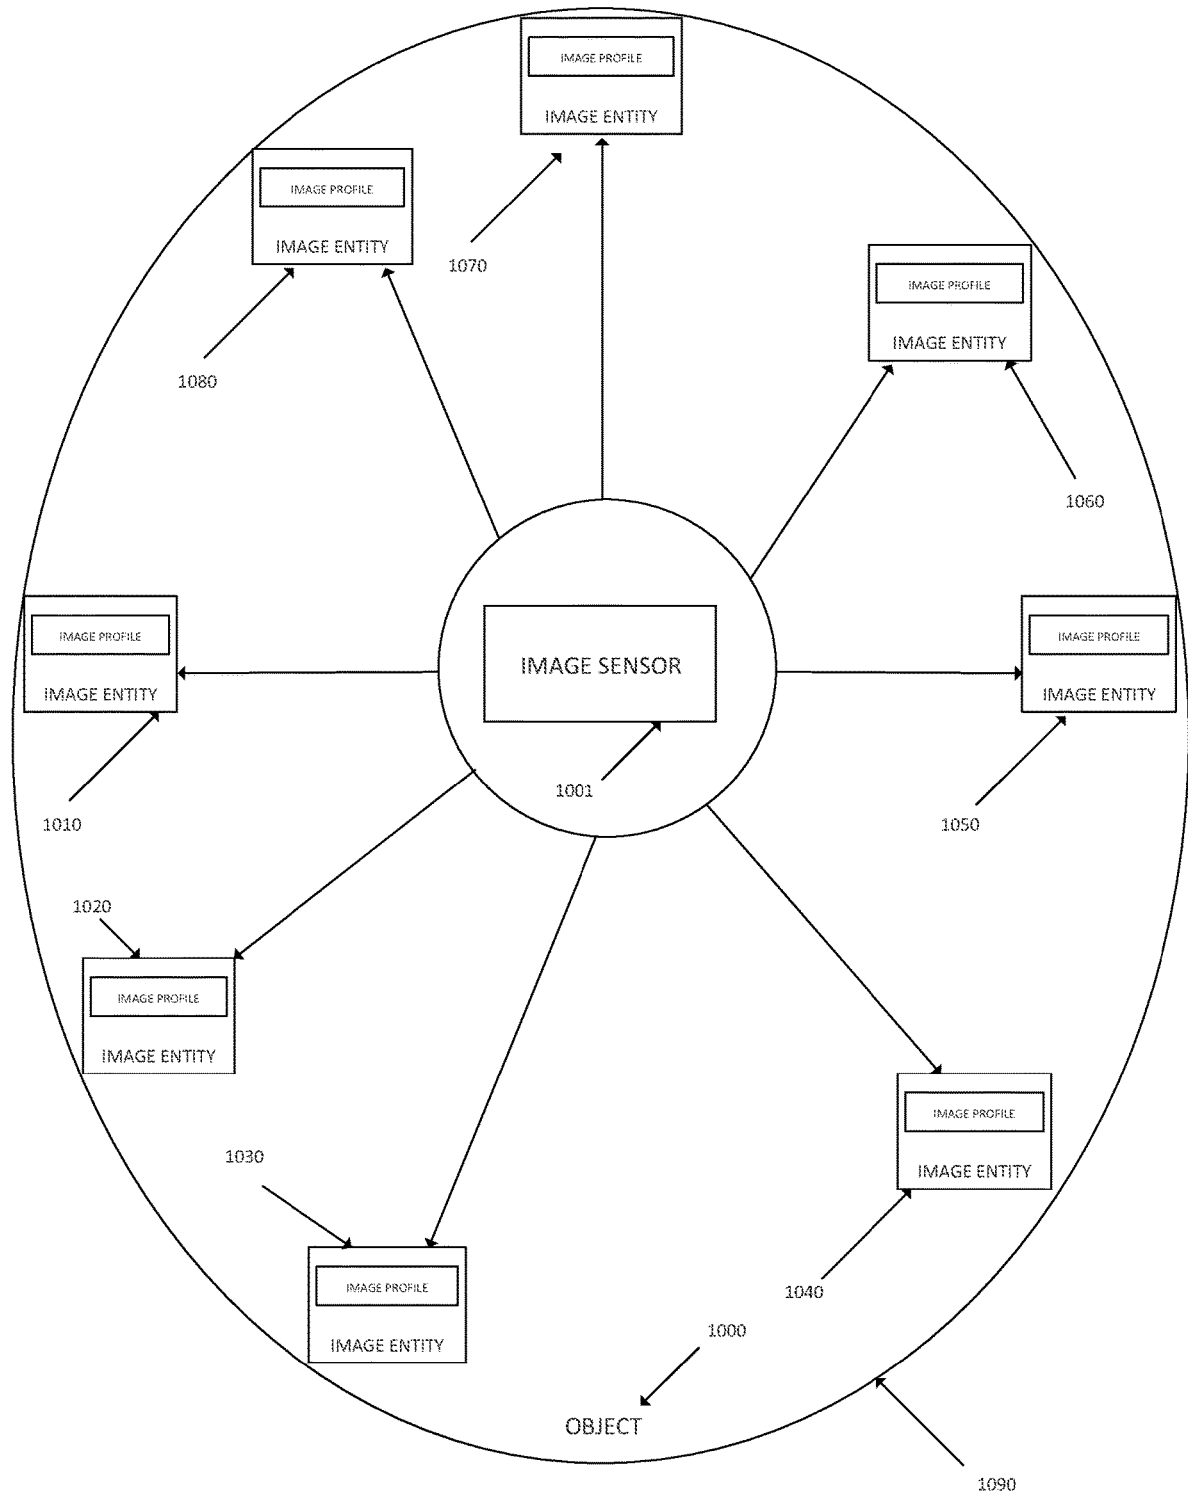 IMAGE PROFILE
IMAGE ENTITY
1070
IMAGE PROFILE
IMAGE ENTITY
1080
IMAGE PROFILE
IMAGE ENTITY
1060
IMAGE PROFILE
IMAGE ENTITY
1010
IMAGE SENSOR
1001
IMAGE PROFILE
IMAGE ENTITY
1050
1020
IMAGE PROFILE
IMAGE ENTITY
1030
IMAGE PROFILE
IMAGE ENTITY
IMAGE PROFILE
IMAGE ENTITY
1040
1000
OBJECT
1090